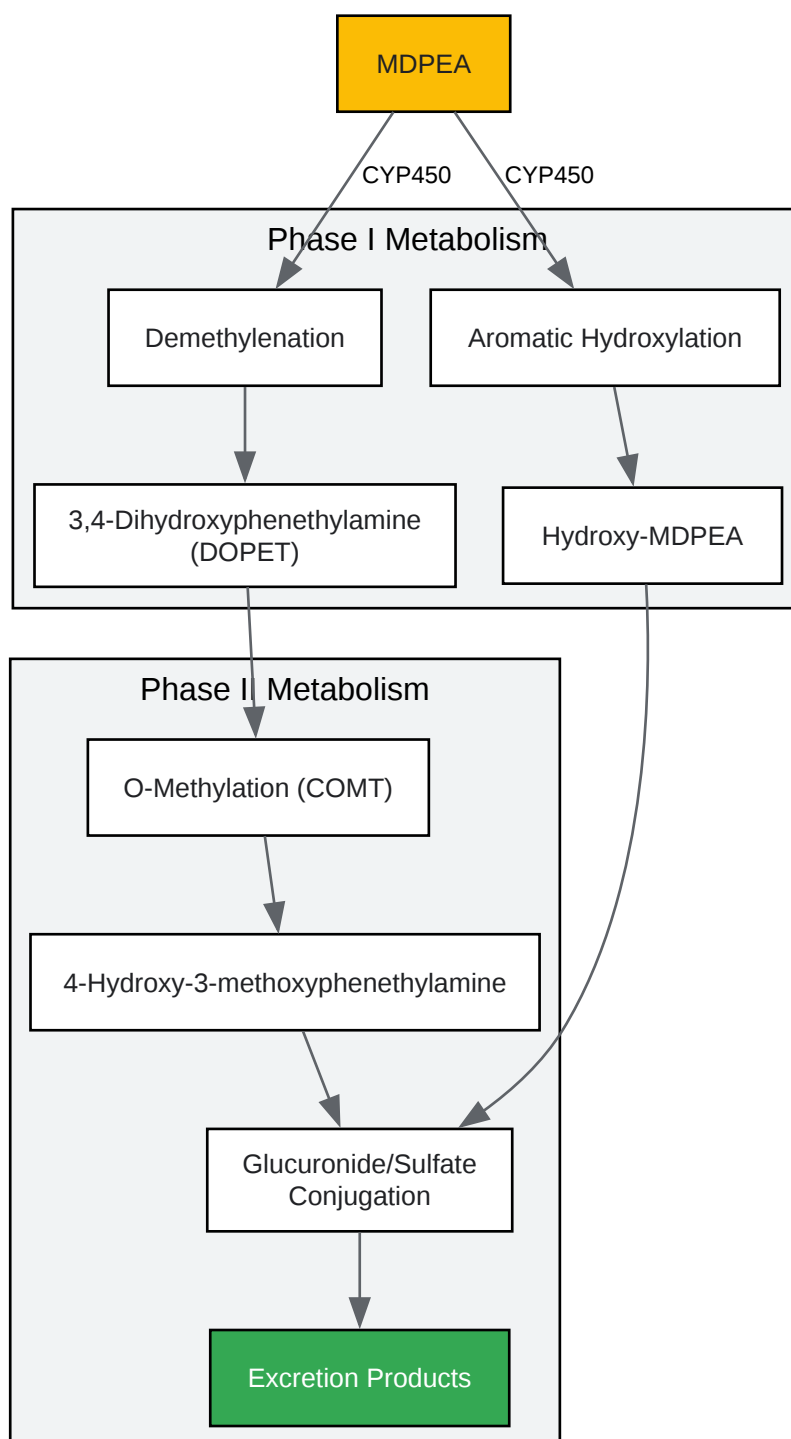 MDPEA
CYP450
CYP450
Phase I Metabolism
Demethylenation
Aromatic Hydroxylation
3,4-Dihydroxyphenethylamine
(DOPET)
Hydroxy-MDPEA
Phase II Metabolism
O-Methylation (COMT)
4-Hydroxy-3-methoxyphenethylamine
Glucuronide/Sulfate
Conjugation
Excretion Products